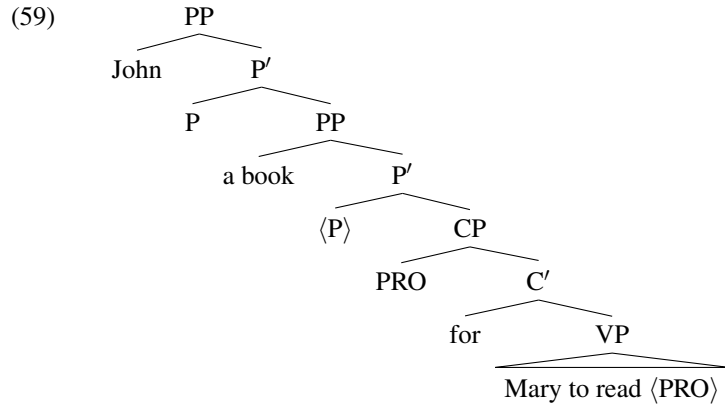 (59) PP
John P′
P PP
a book P′
⟨P⟩ CP
PRO C′
for VP
Mary to read ⟨PRO⟩